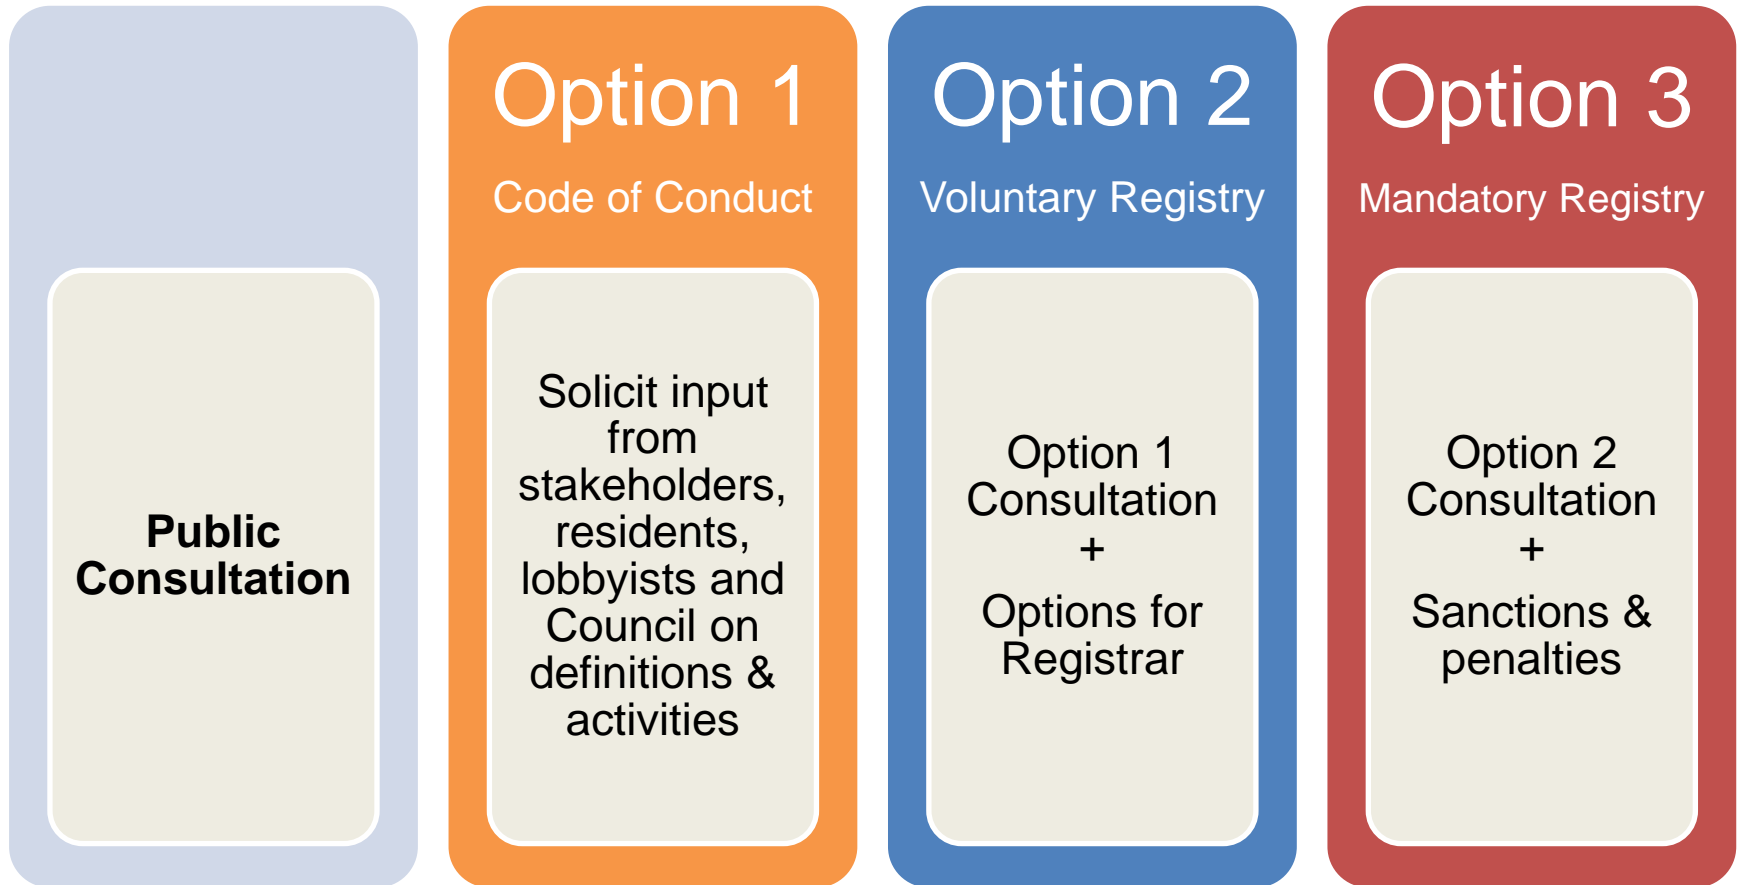 Public
Consultation
Option 1
Code of Conduct
Solicit input
from
stakeholders,
residents,
lobbyists and
Council on
definitions &
activities
Option 2
Voluntary Registry
Option 1
Consultation
+
Options for
Registrar
Option 3
Mandatory Registry
Option 2
Consultation
+
Sanctions &
penalties